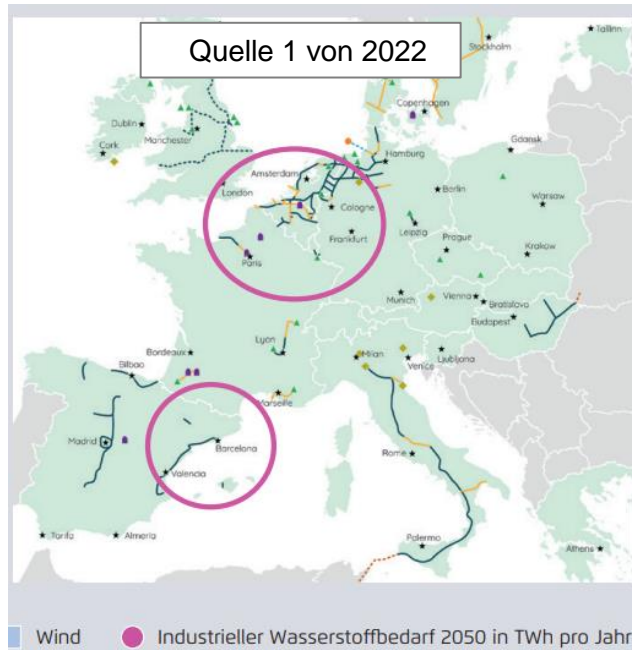 Quelle 1 von 2022
Tallinn
Stockholm
Copenhagen
Dublin
Manchester
Cork
Gdansk
Hamburg
Amsterdam
London
Berlin
Warsaw
Cologne
Leipzig
Frankfurt
Prague
Krakow
Paris
Munich
Vienna
Bratislava
Budapest
Lyon
Bordeaux
Milan
Venice
Ljubljana
Bilbao
Marseille
Madrid
Barcelona
Rome
Valencia
Tarifa
Almería
Palermo
Athens
Wind
Industrieller Wasserstoffbedarf 2050 in TWh pro Jahr